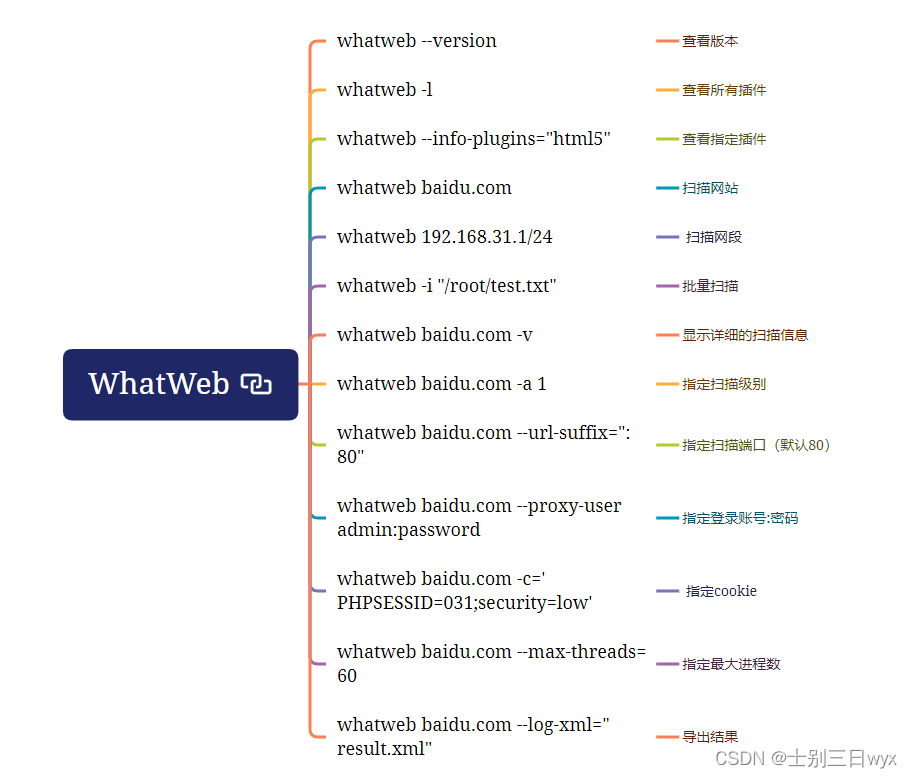 whatweb --version 查看版本
whatweb -l 查看所有插件
whatweb --info-plugins="html5" 查看指定插件
whatweb baidu.com 扫描网站
whatweb 192.168.31.1/24 扫描网段
whatweb -i "/root/test.txt" 批量扫描
whatweb baidu.com -v 显示详细的扫描信息
WhatWeb
whatweb baidu.com -a 1 指定扫描级别
whatweb baidu.com --url-suffix=":
80"
指定扫描端口（默认80）
whatweb baidu.com --proxy-user
admin:password
指定登录账号:密码
whatweb baidu.com -c='
PHPSESSID=031;security=low'
指定cookie
whatweb baidu.com --max-threads=
60
指定最大进程数
whatweb baidu.com --log-xml="
result.xml"
导出结果
CSDN @士别三日wyx